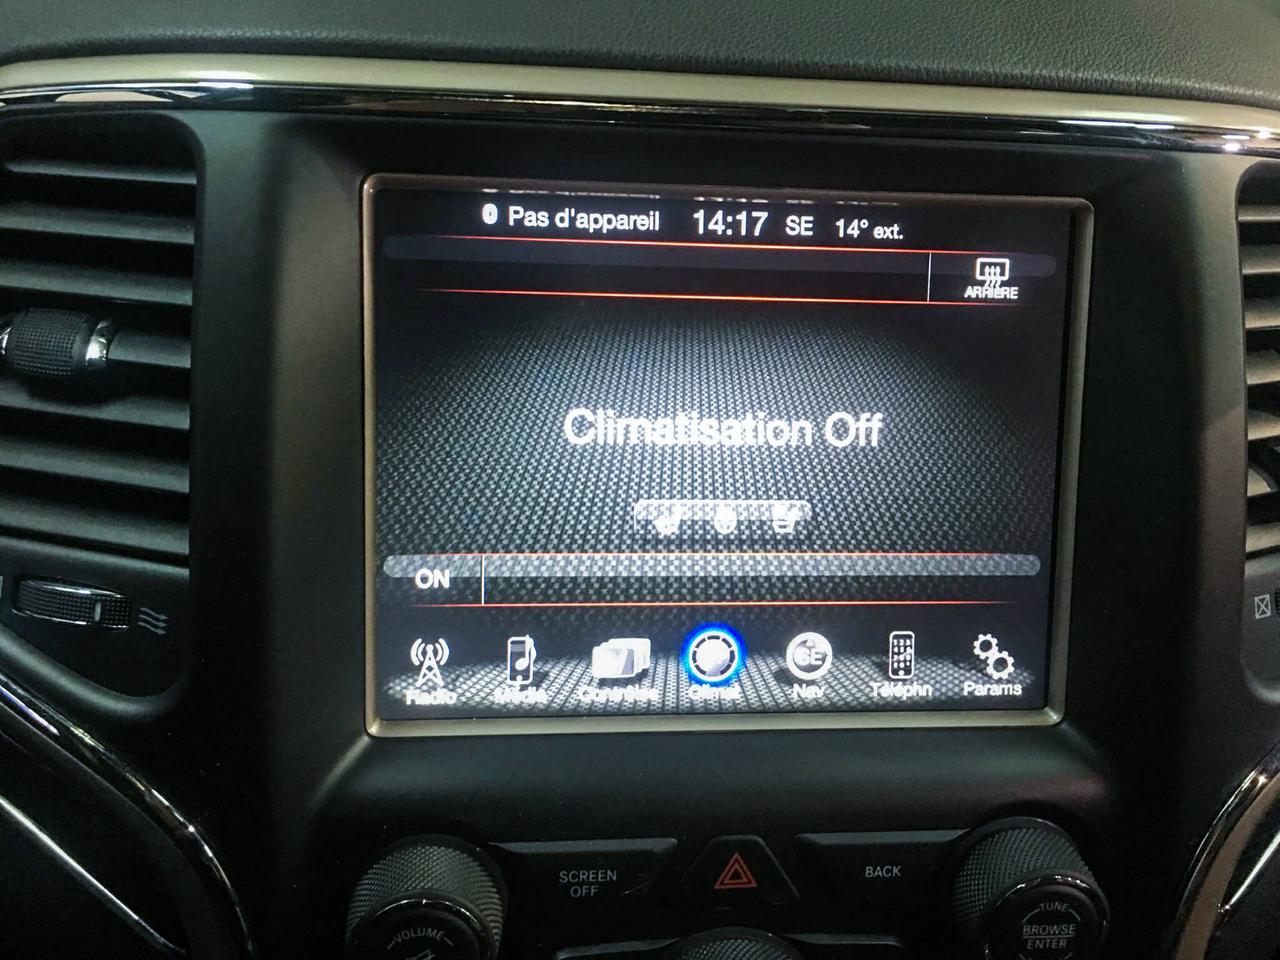 Pas d'appareil 14:17 SE 14° ext.
ARRIÈRE
Climatisation Off
ON
SE
Radio Média Contrôles Climat Nav Téléphn Params
SCREEN OFF
BACK
VOLUME
TUNE
BROWSE
ENTER